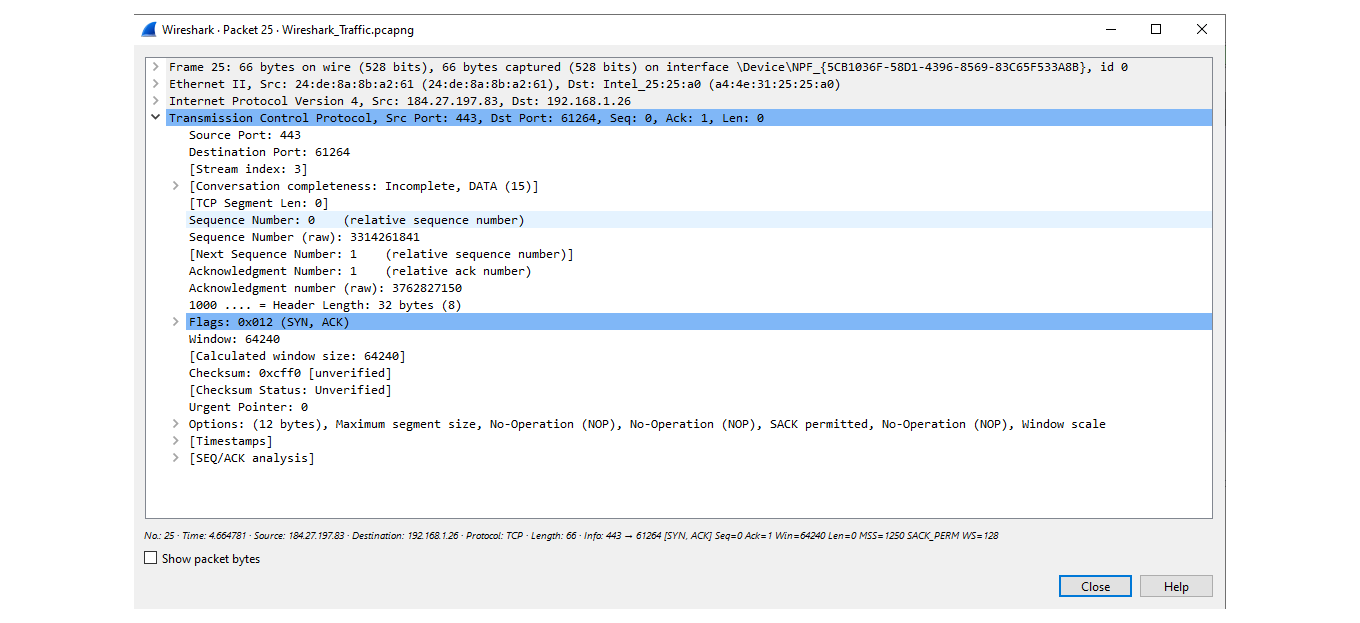 Wireshark · Packet 25 · Wireshark_Traffic.pcapng
Frame 25: 66 bytes on wire (528 bits), 66 bytes captured (528 bits) on interface \Device\NPF_{5CB1036F-58D1-4396-8569-83C65F533A8B}, id 0
Ethernet II, Src: 24:de:8a:8b:a2:61 (24:de:8a:8b:a2:61), Dst: Intel_25:25:a0 (a4:4e:31:25:25:a0)
Internet Protocol Version 4, Src: 184.27.197.83, Dst: 192.168.1.26
Transmission Control Protocol, Src Port: 443, Dst Port: 61264, Seq: 0, Ack: 1, Len: 0
Source Port: 443
Destination Port: 61264
[Stream index: 3]
[Conversation completeness: Incomplete, DATA (15)]
[TCP Segment Len: 0]
Sequence Number: 0    (relative sequence number)
Sequence Number (raw): 3314261841
[Next Sequence Number: 1    (relative sequence number)]
Acknowledgment Number: 1    (relative ack number)
Acknowledgment number (raw): 3762827150
1000 .... = Header Length: 32 bytes (8)
Flags: 0x012 (SYN, ACK)
Window: 64240
[Calculated window size: 64240]
Checksum: 0xcff0 [unverified]
[Checksum Status: Unverified]
Urgent Pointer: 0
Options: (12 bytes), Maximum segment size, No-Operation (NOP), No-Operation (NOP), SACK permitted, No-Operation (NOP), Window scale
[Timestamps]
[SEQ/ACK analysis]
No.: 25 · Time: 4.664781 · Source: 184.27.197.83 · Destination: 192.168.1.26 · Protocol: TCP · Length: 66 · Info: 443 → 61264 [SYN, ACK] Seq=0 Ack=1 Win=64240 Len=0 MSS=1250 SACK_PERM WS=128
Show packet bytes
Close Help